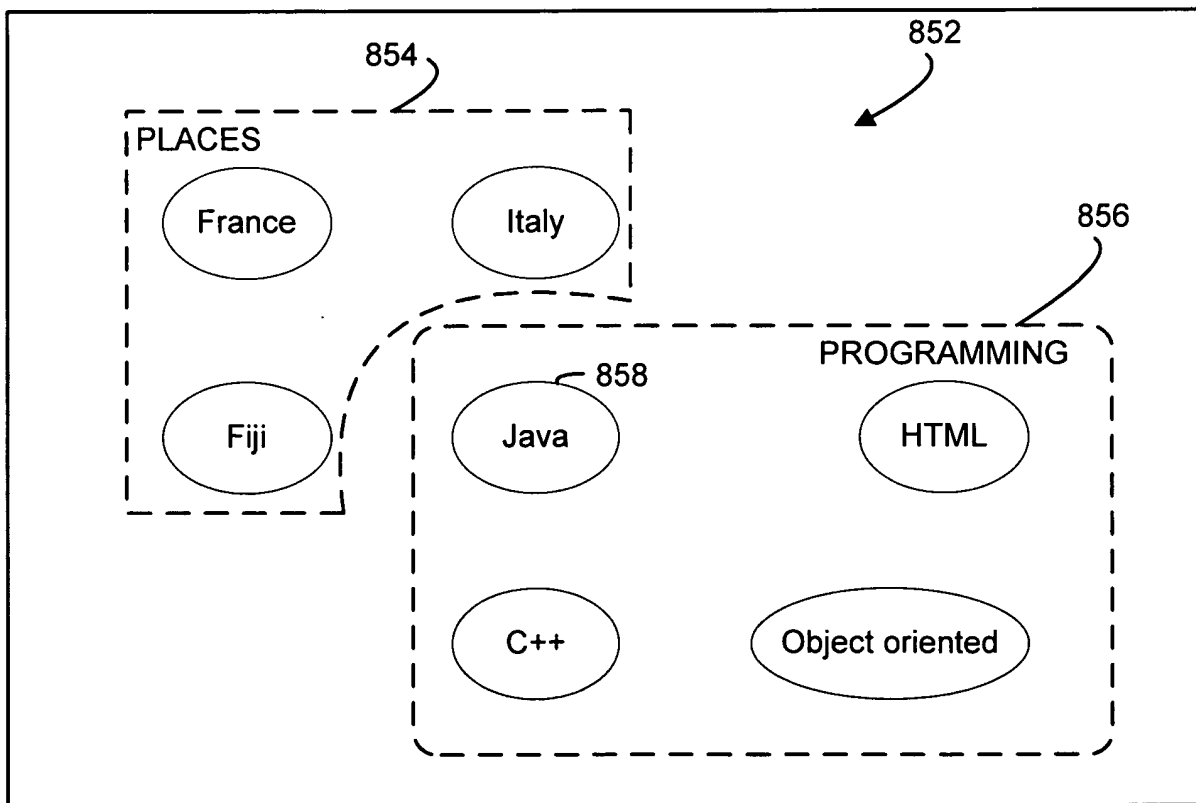 852
854
PLACES
France
Italy
856
PROGRAMMING
858
Fiji
Java
HTML
C++
Object oriented